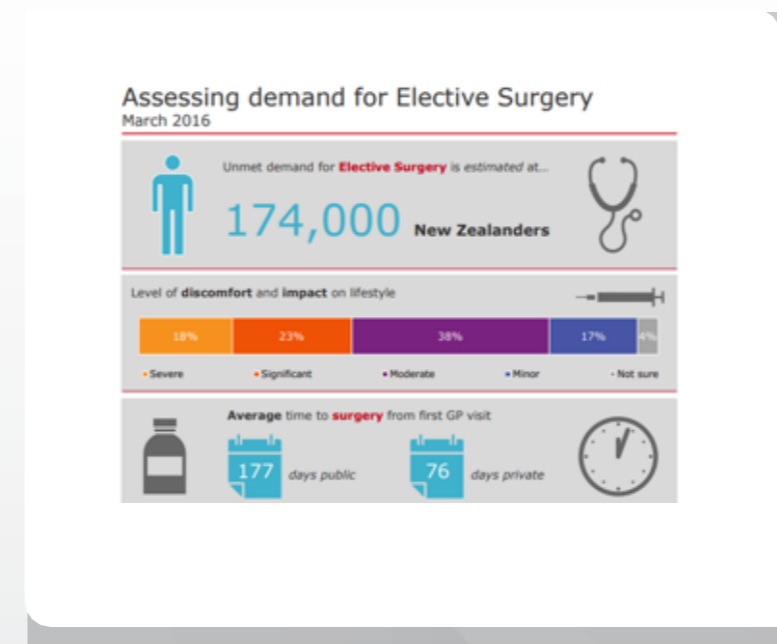 Assessing demand for Elective Surgery
March 2016
Unmet demand for Elective Surgery is estimated at...
174,000 New Zealanders
Level of discomfort and impact on lifestyle
18% 23% 38% 17% 4%
Severe Significant Moderate Minor Not sure
Average time to surgery from first GP visit
177 days public 76 days private